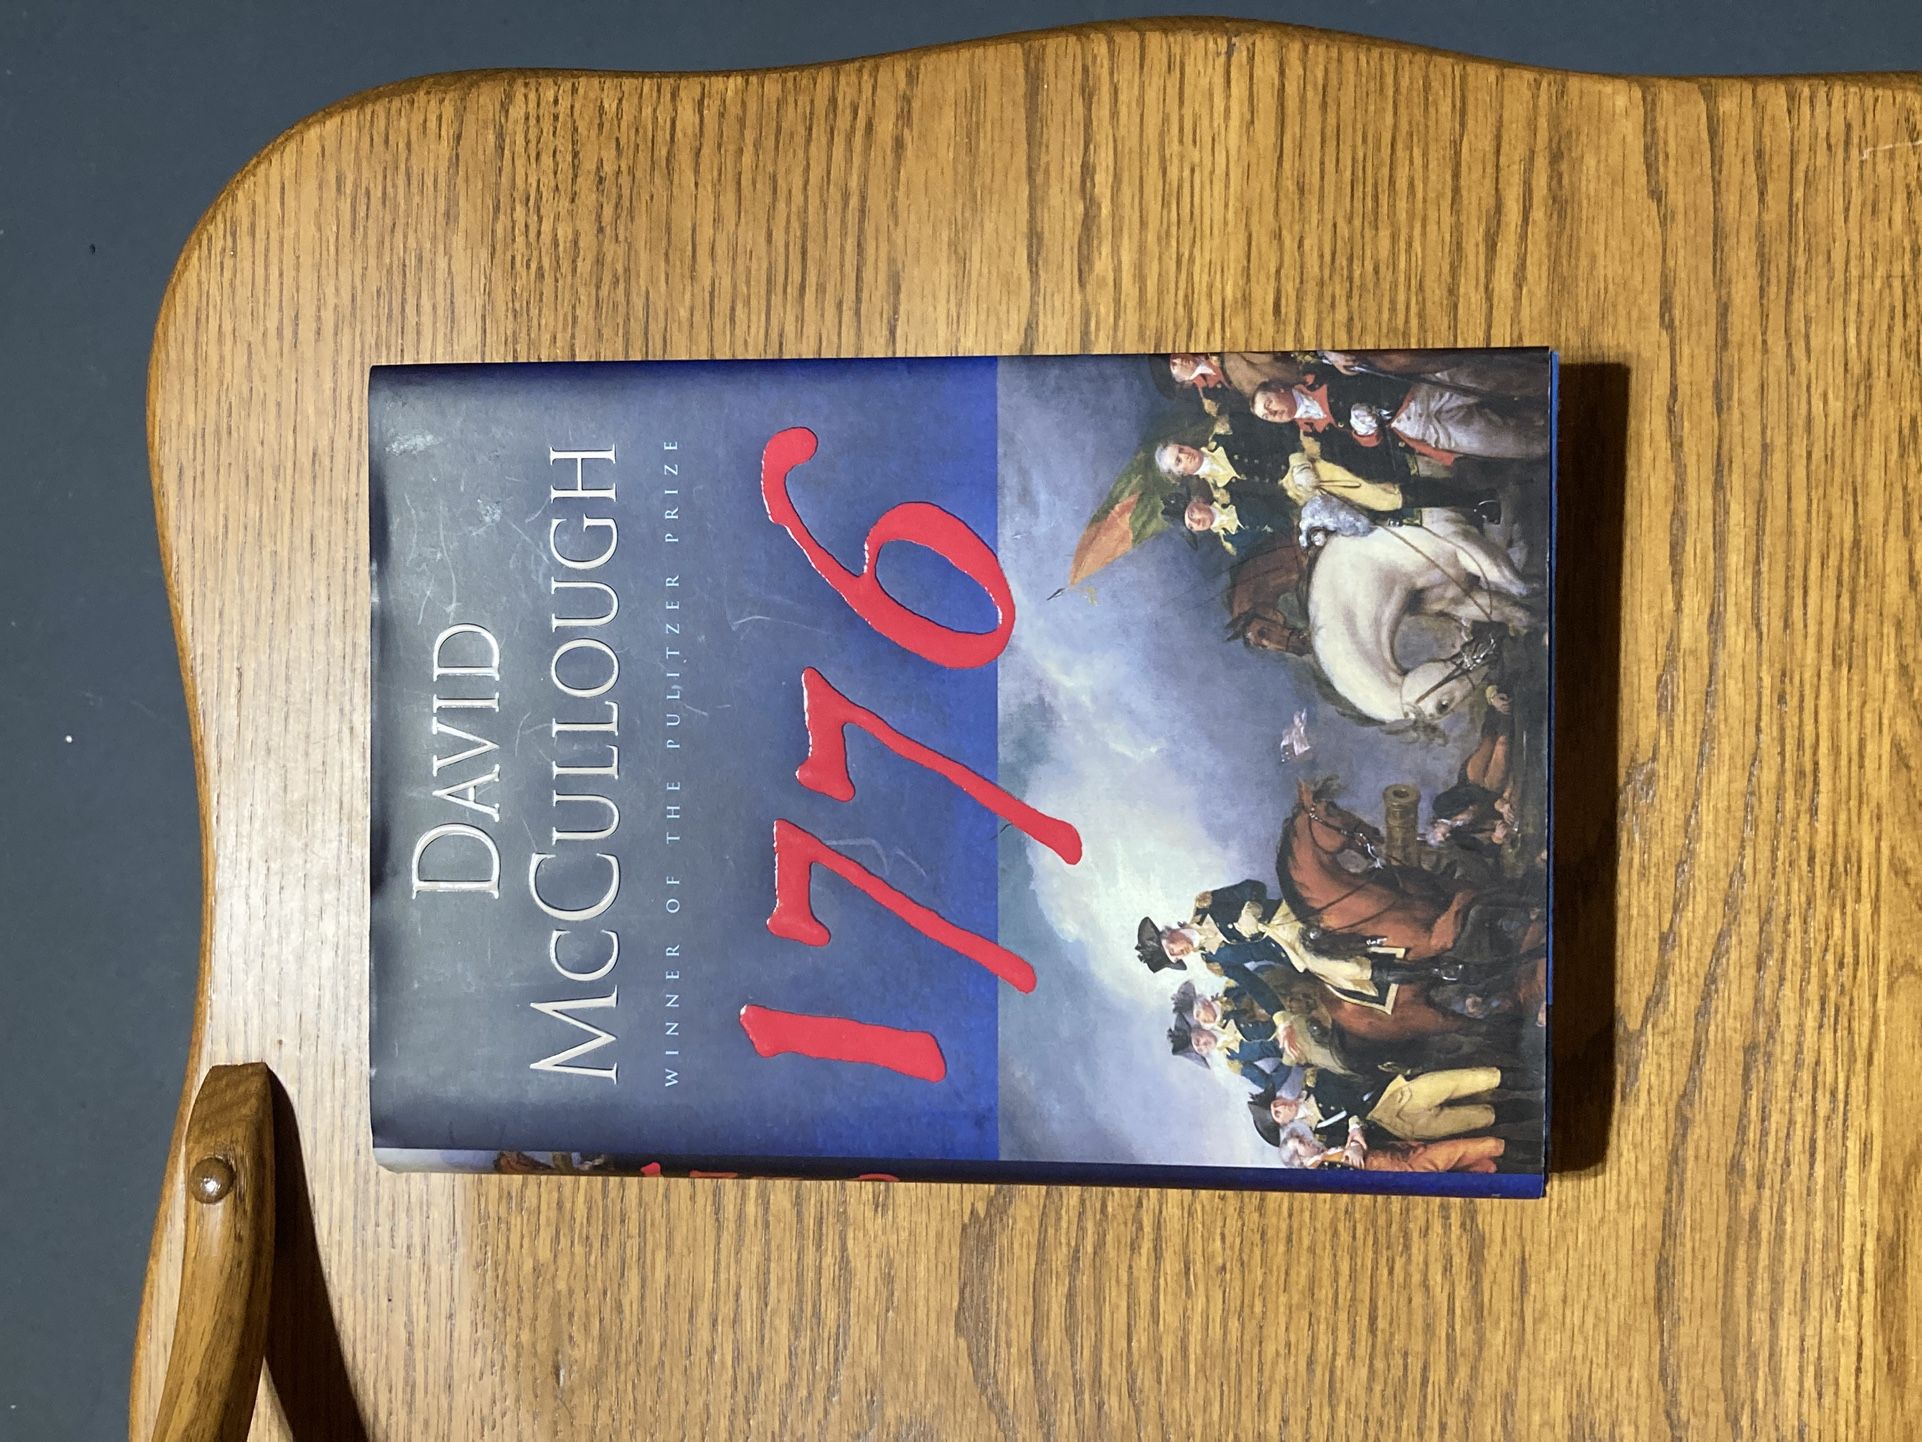 DAVID
MCCULLOUGH
WINNER OF THE PULITZER PRIZE
1776